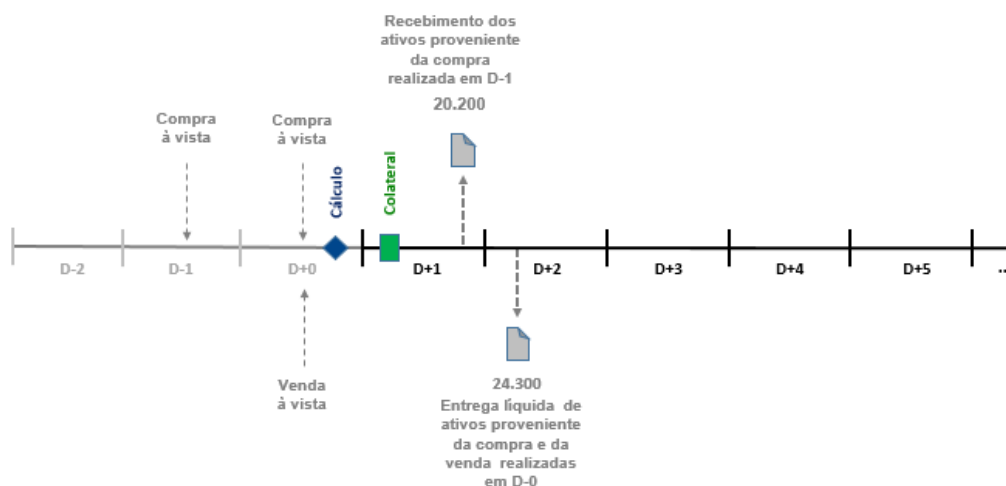 Recebimento dos
ativos proveniente
da compra
realizada em D-1
20.200
Compra
à vista
Compra
à vista
Cálculo
Colateral
D-2
D-1
D+0
D+1
D+2
D+3
D+4
D+5
...
Venda
à vista
24.300
Entrega líquida de
ativos proveniente
da compra e da
venda realizadas
em D-0